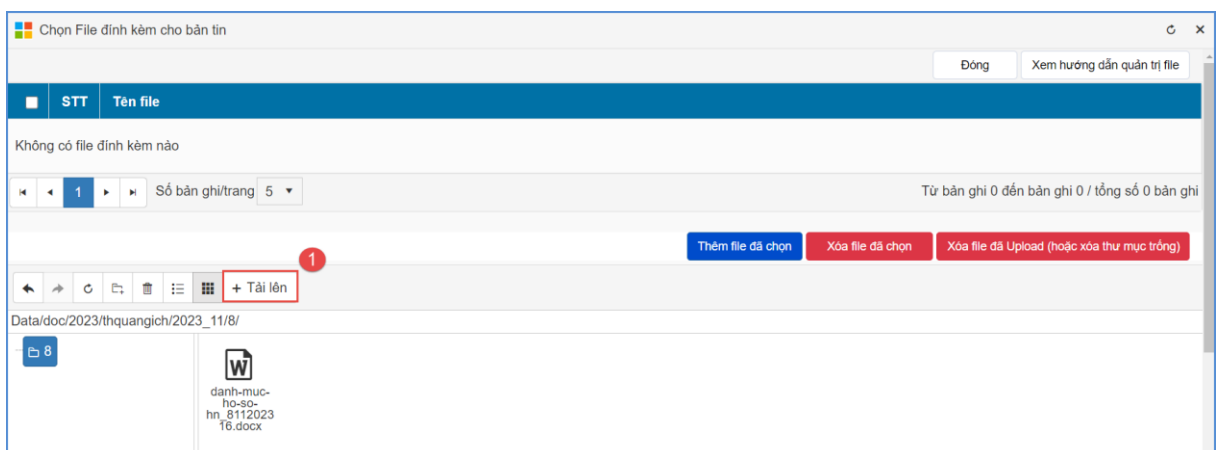 Chọn File đính kèm cho bản tin
Đóng
Xem hướng dẫn quản trị file
STT
Tên file
Không có file đính kèm nào
1
Số bản ghi/trang
5
Từ bản ghi 0 đến bản ghi 0 / tổng số 0 bản ghi
Thêm file đã chọn
Xóa file đã chọn
Xóa file đã Upload (hoặc xóa thư mục trống)
1
+ Tải lên
Data/doc/2023/thquangich/2023_11/8/
8
W
danh-muc-
ho-so-
hn_8112023
16.docx